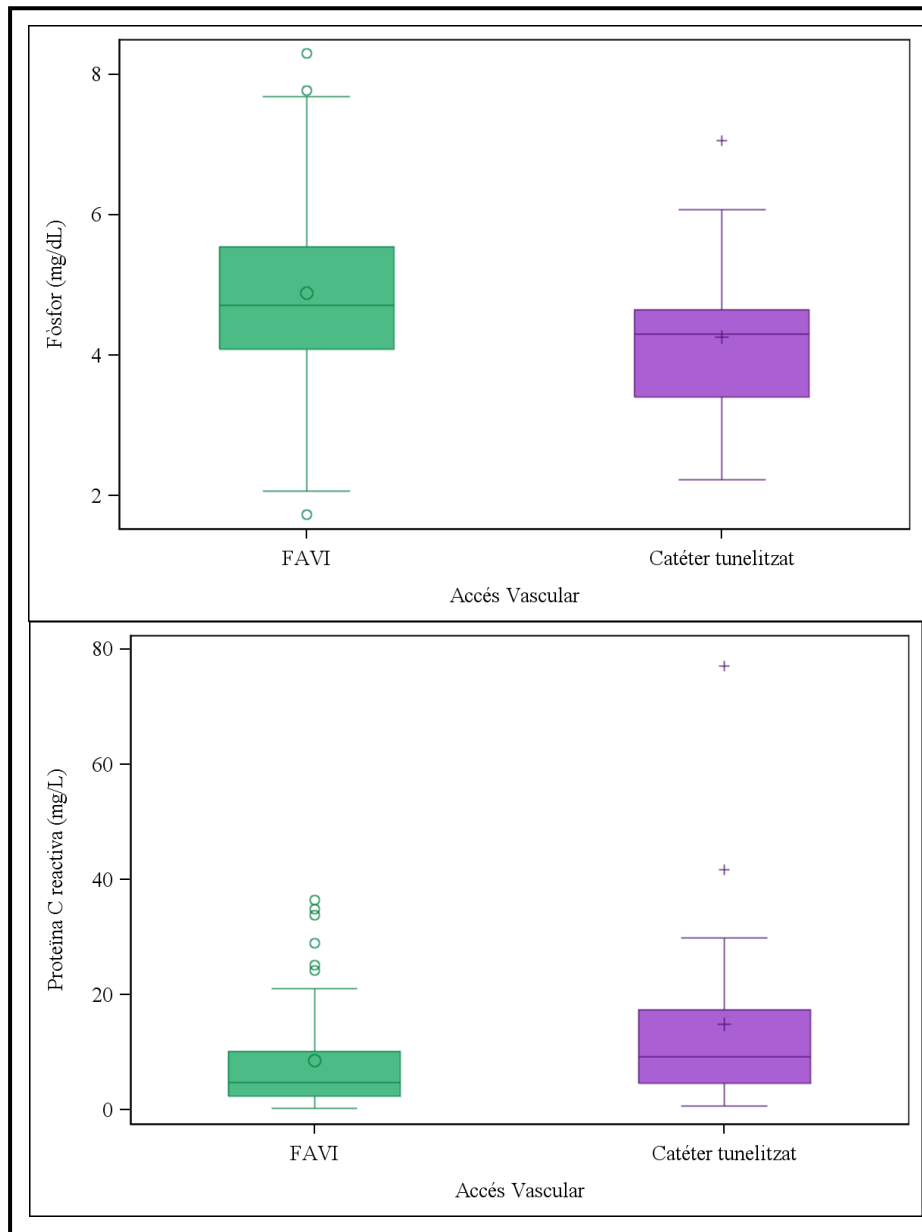 Fòsfor (mg/dL)
8
6
4
2
FAVI
Catéter tunelitzat
Accés Vascular
Proteïna C reactiva (mg/L)
80
60
40
20
0
FAVI
Catéter tunelitzat
Accés Vascular